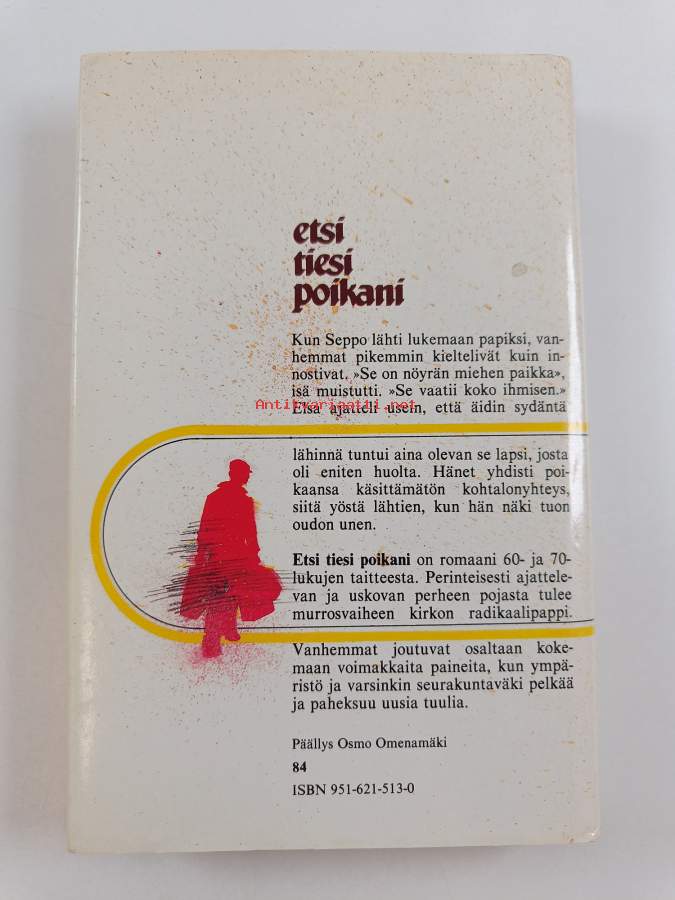 etsi
tiesi
poikani
Kun Seppo lähti lukemaan papiksi, van-
hemmat pikemmin kieltelivät kuin in-
nostivat. »Se on nöyrän miehen paikka»,
isä muistutti. »Se vaatii koko ihmisen.»
Antikvariaatti.net
Elsa ajatteli usein, että äidin sydäntä
lähinnä tuntui aina olevan se lapsi, josta
oli eniten huolta. Hänet yhdisti poi-
kaansa käsittämätön kohtalonyhteys,
siitä yöstä lähtien, kun hän näki tuon
oudon unen.
Etsi tiesi poikani on romaani 60- ja 70-
lukujen taitteesta. Perinteisesti ajattele-
van ja uskovan perheen pojasta tulee
murrosvaiheen kirkon radikaalipappi.
Vanhemmat joutuvat osaltaan koke-
maan voimakkaita paineita, kun ympä-
ristö ja varsinkin seurakuntaväki pelkää
ja paheksuu uusia tuulia.
Päällys Osmo Omenamäki
84
ISBN 951-621-513-0